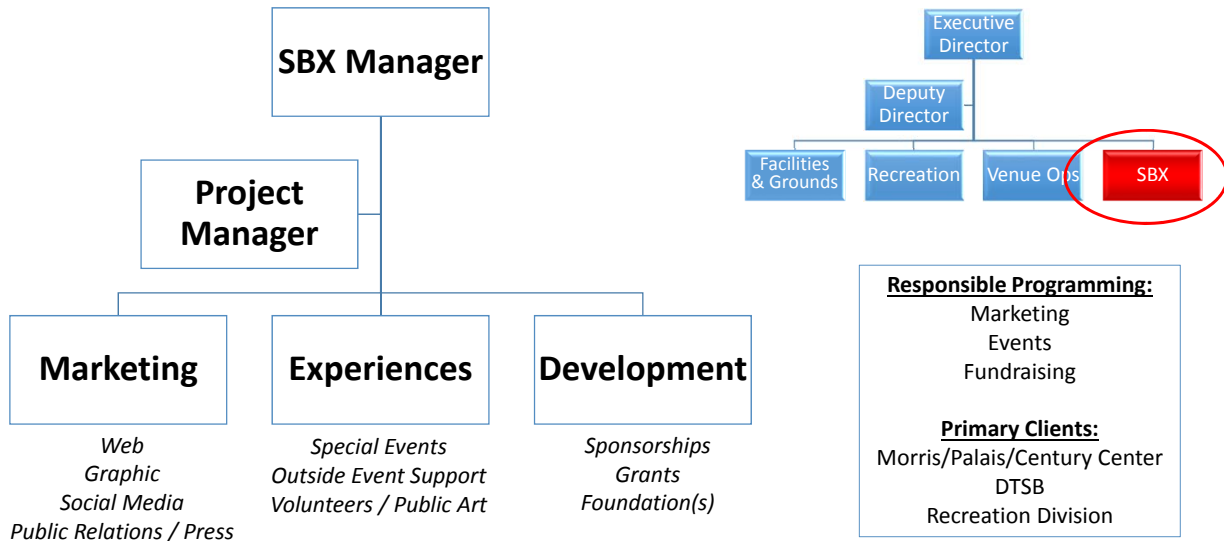 SBX Manager
Project
Manager
Marketing
Web
Graphic
Social Media
Public Relations / Press
Experiences
Special Events
Outside Event Support
Volunteers / Public Art
Development
Sponsorships
Grants
Foundation(s)
Executive
Director
Deputy
Director
Facilities
& Grounds
Recreation
Venue Ops
SBX
Responsible Programming:
Marketing
Events
Fundraising
Primary Clients:
Morris/Palais/Century Center
DTSB
Recreation Division